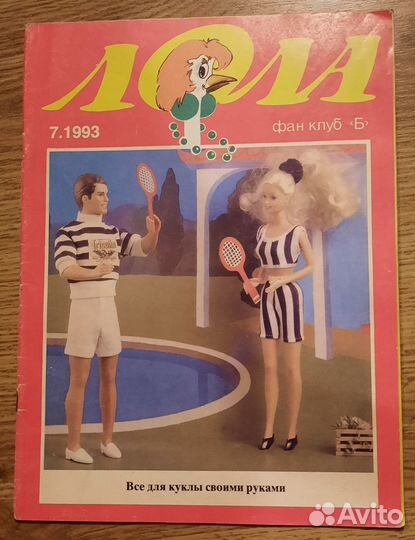 ЛОЛА
7.1993
фан клуб ‹Б›
Все для куклы своими руками
Avito